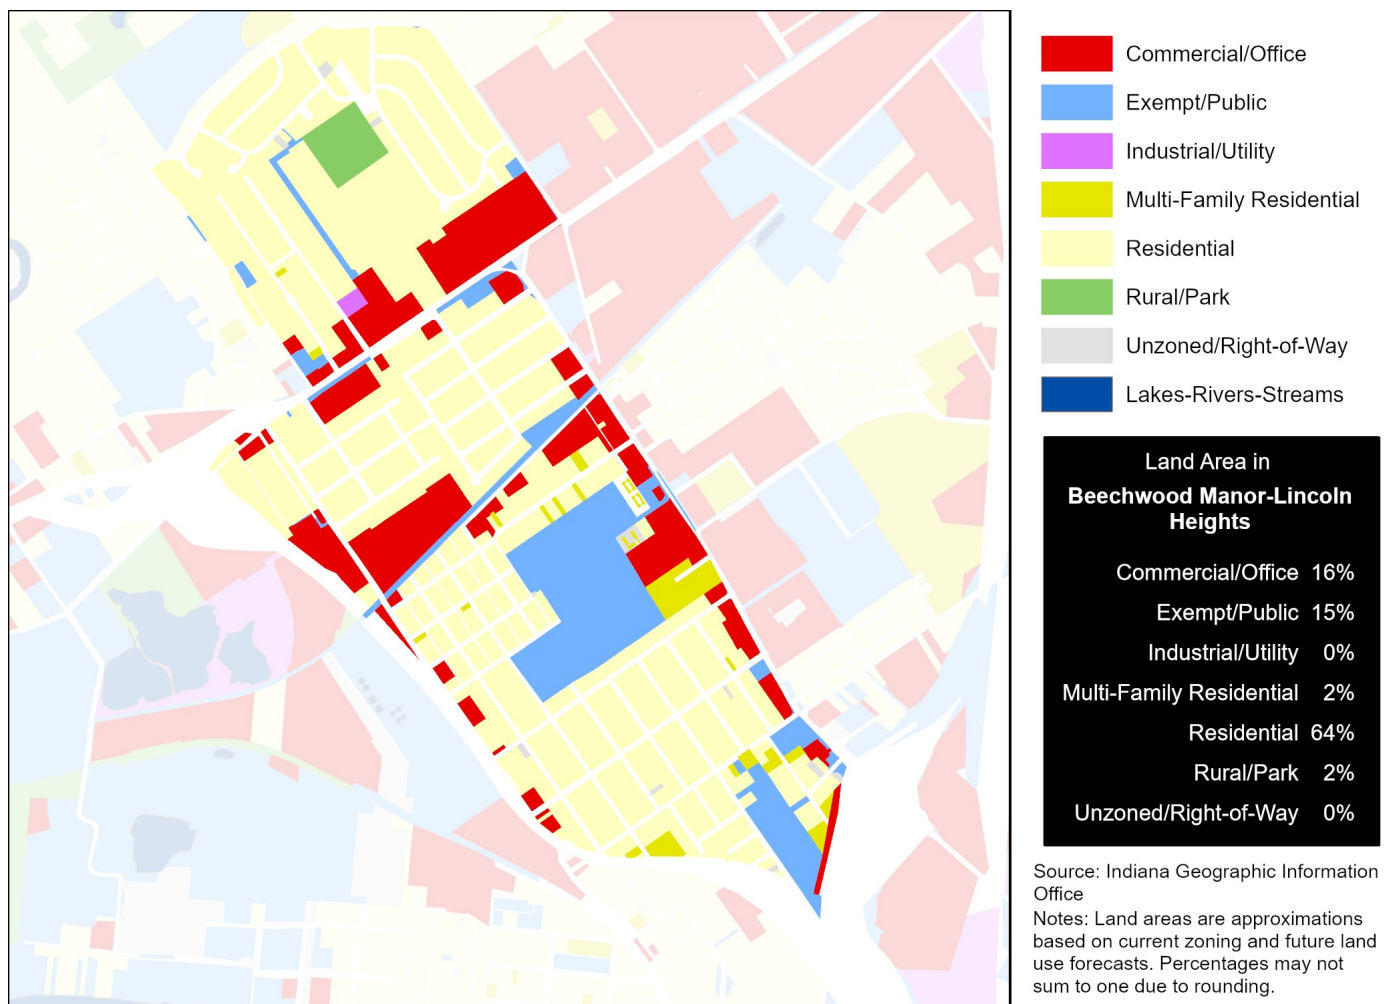 Commercial/Office
Exempt/Public
Industrial/Utility
Multi-Family Residential
Residential
Rural/Park
Unzoned/Right-of-Way
Lakes-Rivers-Streams
Land Area in
Beechwood Manor-Lincoln
Heights
Commercial/Office 16%
Exempt/Public 15%
Industrial/Utility 0%
Multi-Family Residential 2%
Residential 64%
Rural/Park 2%
Unzoned/Right-of-Way 0%
Source: Indiana Geographic Information
Office
Notes: Land areas are approximations
based on current zoning and future land
use forecasts. Percentages may not
sum to one due to rounding.